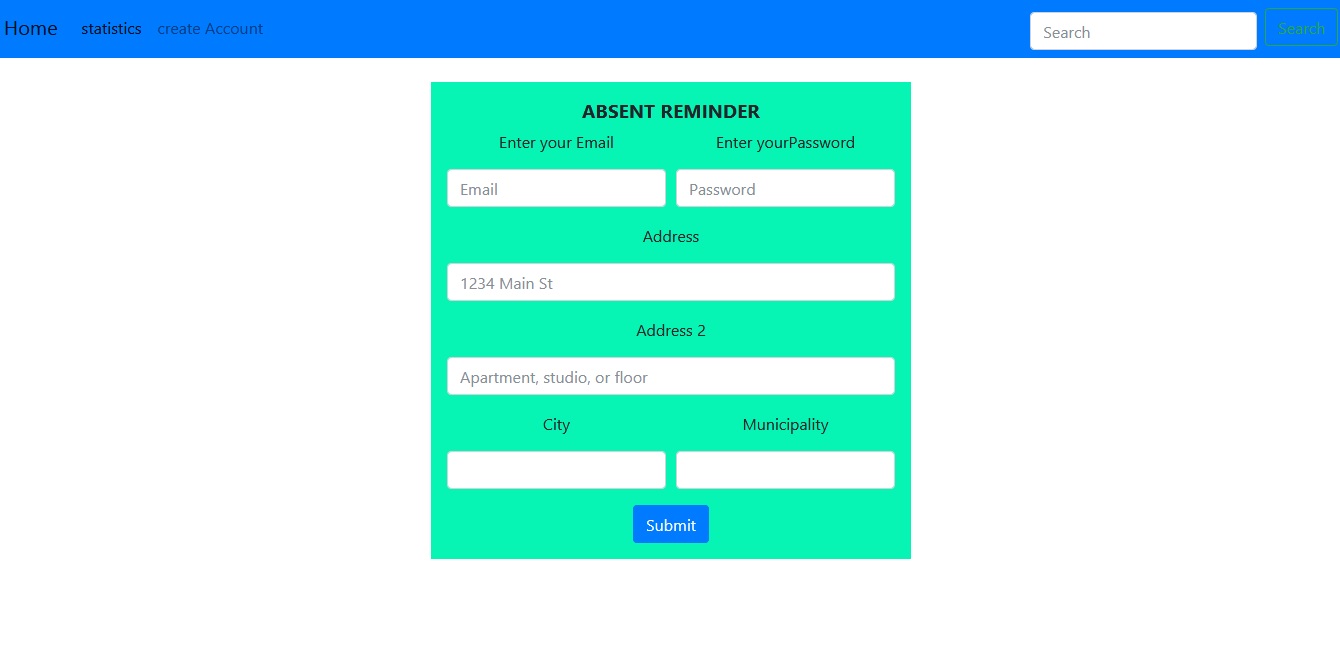 Home statistics create Account Search Search
ABSENT REMINDER
Enter your Email Enter yourPassword
Email Password
Address
1234 Main St
Address 2
Apartment, studio, or floor
City Municipality
Submit